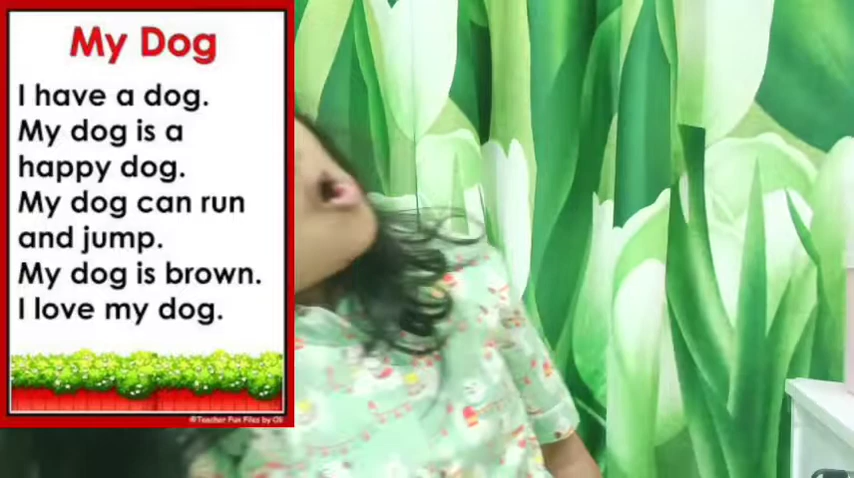 My Dog
I have a dog.
My dog is a
happy dog.
My dog can run
and jump.
My dog is brown.
I love my dog.
©Teacher Fun Files by Oli